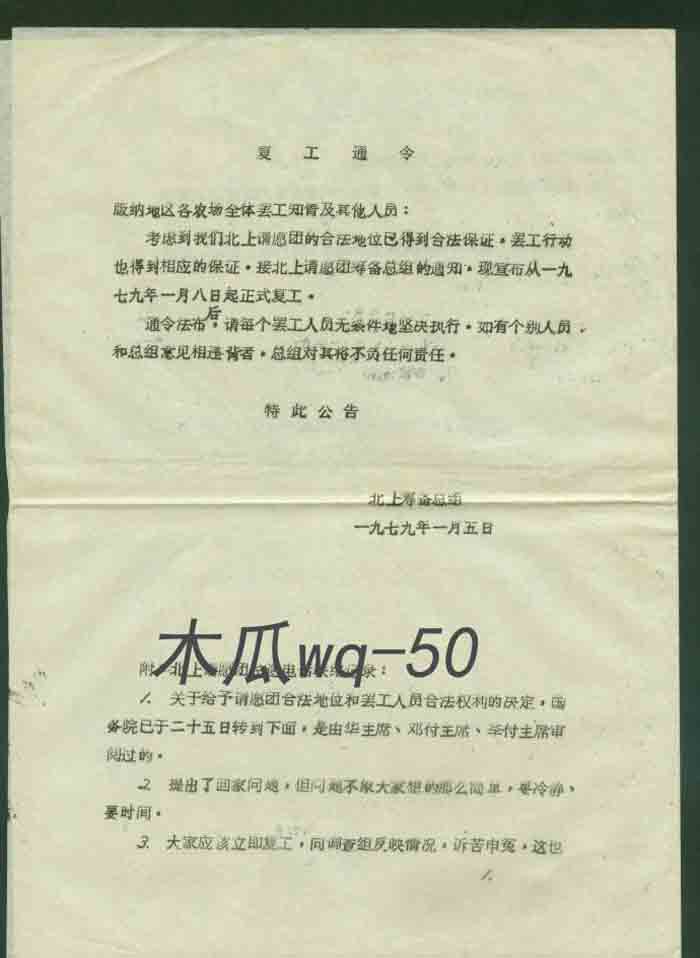 复工通令
版纳地区各农场全体罢工知青及其他人员：
考虑到我们北上请愿团的合法地位已得到合法保证。罢工行动
也得到相应的保证。接北上请愿团筹备总组的通知。现宣布从一九
七九年一月八日起正式复工。
后
通令法布，请每个罢工人员无条件地坚决执行。如有个别人员
和总组意见相违背者。总组对其将不负任何责任。
特此公告
北上筹备总组
一九七九年一月五日
木瓜wq-50
附：北上请愿团
1. 关于给予请愿团合法地位和罢工人员合法权利的决定，国
务院已于二十五日转到下面，是由华主席、邓付主席、李付主席审
阅过的。
2 提出了回家问题，但问题不象大家想的那么简单，要冷静、
要时间。
3. 大家应该立即复工，向调查组反映情况，诉苦申冤，这也
1.